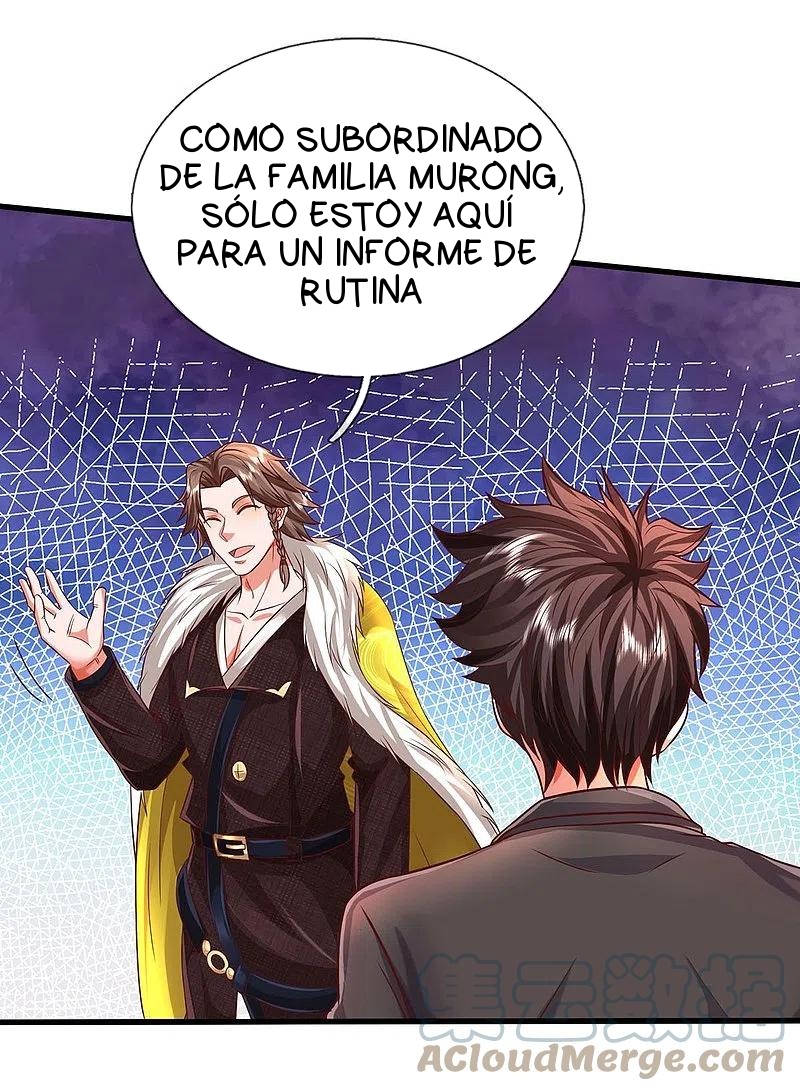 COMO SUBORDINADO
DE LA FAMILIA MURONG,
SÓLO ESTOY AQUÍ
PARA UN INFORME DE
RUTINA
集云数据
AcloudMerge.com